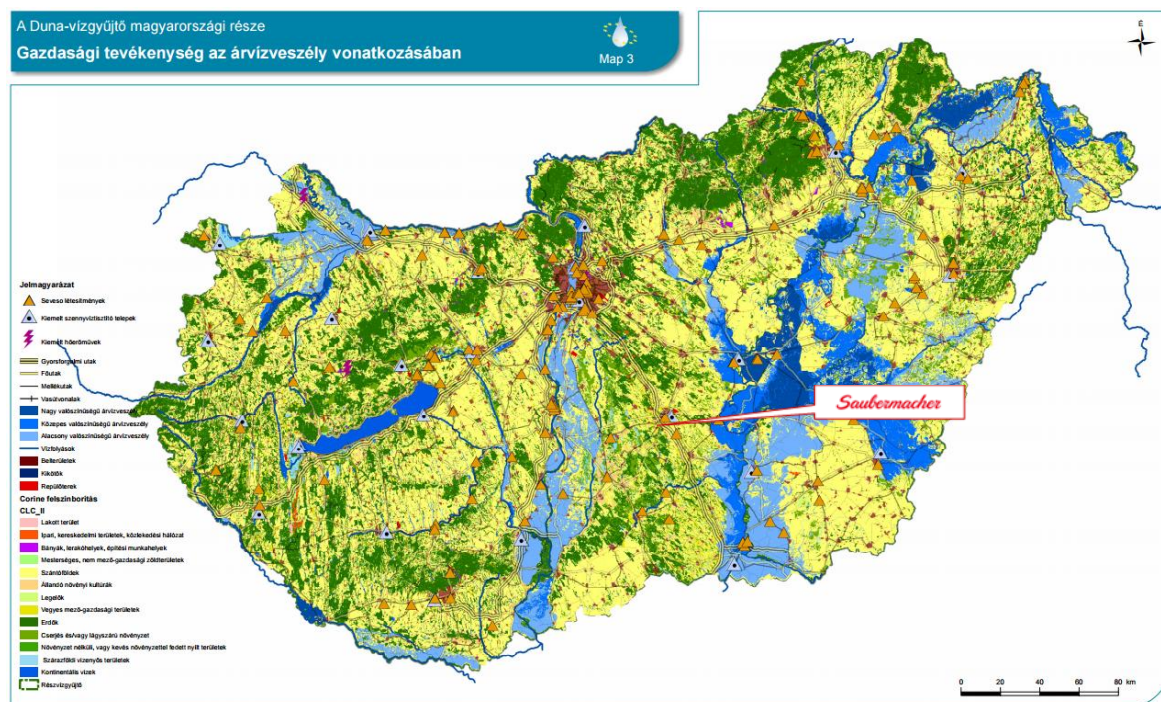 A Duna-vízgyűjtő magyarországi része
Gazdasági tevékenység az árvízveszély vonatkozásában
Map 3
É
Jelmagyarázat
Seveso létesítmények
Kiemelt szennyvíztisztító telepek
Kiemelt hőerőművek
Gyorsforgalmi utak
Főutak
Mellékutak
Vasútvonalak
Nagy valószínűségű árvízveszély
Közepes valószínűségű árvízveszély
Alacsony valószínűségű árvízveszély
Vízfolyások
Belterületek
Kikötők
Repülőterek
Corine felszínborítás
CLC_II
Lakott terület
Ipari, kereskedelmi területek, közlekedési hálózat
Bányák, lerakóhelyek, építési munkahelyek
Mesterséges, nem mező-gazdasági zöldterületek
Szántóföldek
Állandó növényi kultúrák
Legelők
Vegyes mező-gazdasági területek
Erdők
Cserjés és/vagy lágyszárú növényzet
Növényzet nélküli, vagy kevés növényzettel fedett nyílt területek
Szárazföldi vizenyős területek
Kontinentális vizek
Részvízgyűjtő
Saubermacher
0 20 40 60 80 km